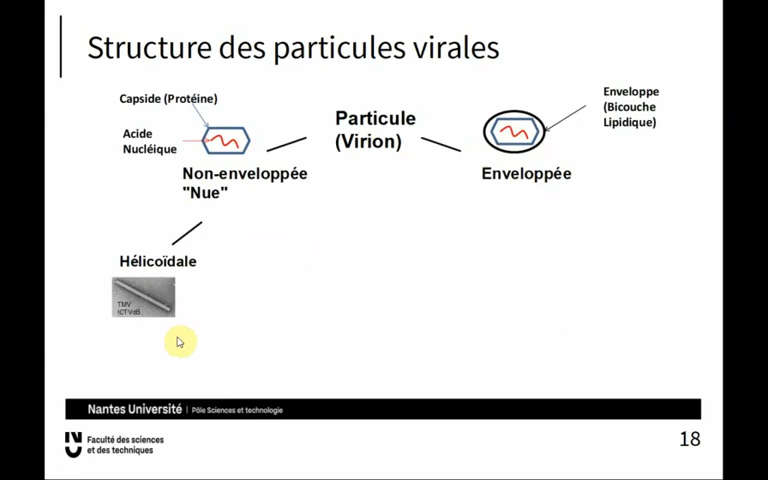 Structure des particules virales
Capside (Protéine)
Acide
Nucléique
Particule
(Virion)
Enveloppe
(Bicouche
Lipidique)
Non-enveloppée
"Nue"
Enveloppée
Hélicoïdale
TMV
ICTVdB
Nantes Université | Pôle Sciences et technologie
Faculté des sciences
et des techniques
18